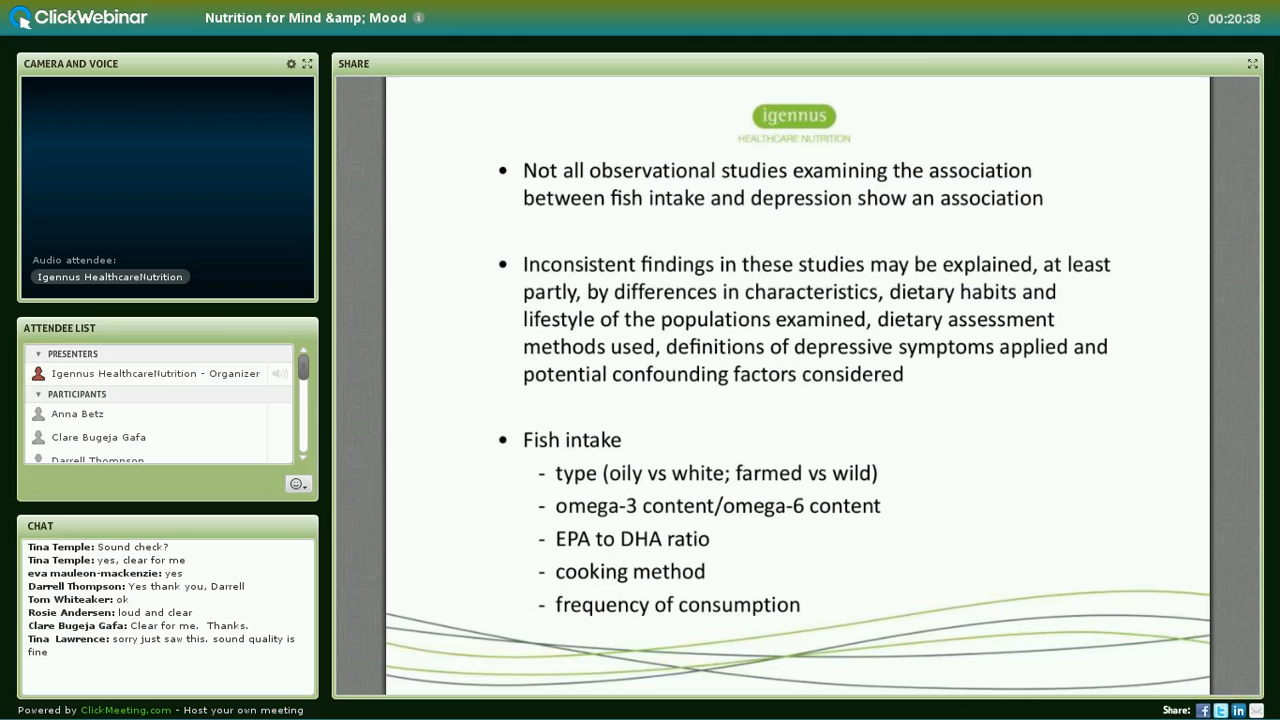 ClickWebinar
Nutrition for Mind &amp; Mood
00:20:38
CAMERA AND VOICE
Audio attendee:
Igennus HealthcareNutrition
ATTENDEE LIST
PRESENTERS
Igennus HealthcareNutrition - Organizer
PARTICIPANTS
Anna Betz
Clare Bugeja Gafa
Darrell Thompson
CHAT
Tina Temple: Sound check?
Tina Temple: yes, clear for me
eva mauleon-mackenzie: yes
Darrell Thompson: Yes thank you, Darrell
Tom Whiteaker: ok
Rosie Andersen: loud and clear
Clare Bugeja Gafa: Clear for me. Thanks.
Tina Lawrence: sorry just saw this. sound quality is
fine
SHARE
igennus
HEALTHCARE NUTRITION
• Not all observational studies examining the association
between fish intake and depression show an association
• Inconsistent findings in these studies may be explained, at least
partly, by differences in characteristics, dietary habits and
lifestyle of the populations examined, dietary assessment
methods used, definitions of depressive symptoms applied and
potential confounding factors considered
• Fish intake
- type (oily vs white; farmed vs wild)
- omega-3 content/omega-6 content
- EPA to DHA ratio
- cooking method
- frequency of consumption
Powered by ClickMeeting.com - Host your own meeting
Share: